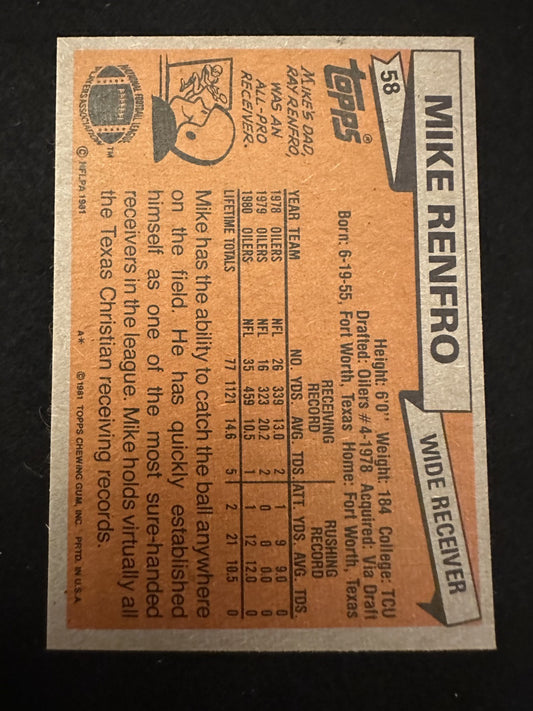 58
MIKE RENFRO
WIDE RECEIVER
TOPPS®
Height: 6'0" Weight: 184 College: TCU
Drafted: Oilers #4-1978 Acquired: Via Draft
Born: 6-19-55, Fort Worth, Texas Home: Fort Worth, Texas
MIKE'S DAD,
RAY RENFRO,
WAS AN
ALL-PRO
RECEIVER.
RECEIVING RECORD RUSHING RECORD
YEAR TEAM NO. YDS. AVG. TDS. ATT. YDS. AVG. TDS.
1978 OILERS NFL 26 339 13.0 2 1 9 9.0 0
1979 OILERS NFL 16 323 20.2 2 0 0 0.0 0
1980 OILERS NFL 35 459 10.5 1 1 12 12.0 0
LIFETIME TOTALS 77 1121 14.6 5 2 21 10.5 0
Mike has the ability to catch the ball anywhere
on the field. He has quickly established
himself as one of the most sure-handed
receivers in the league. Mike holds virtually all
the Texas Christian receiving records.
NATIONAL FOOTBALL LEAGUE
PLAYERS ASSOCIATION
TM
© NFLPA 1981
A* ©1981 TOPPS CHEWING GUM, INC. PRTD. IN U.S.A.